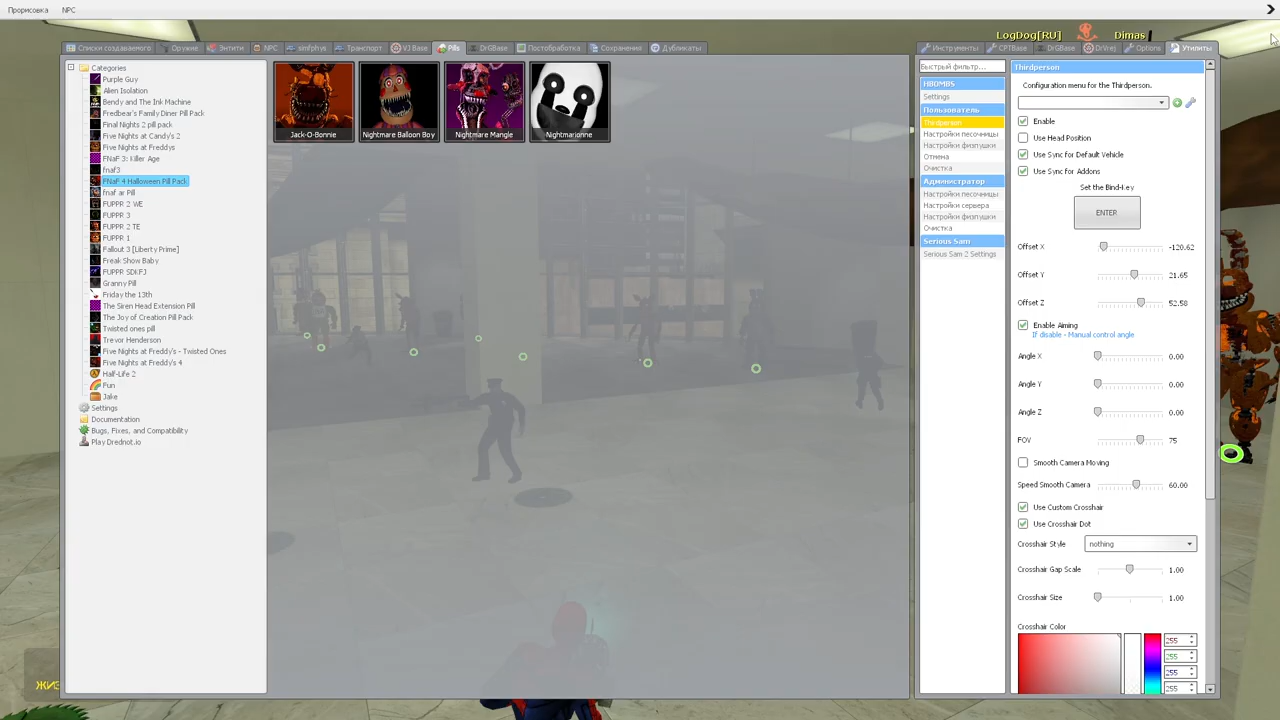 Прорисовка NPC
LogDog[RU] Dimas
Списки создаваемого Оружие Энтити NPC simfphys Транспорт VJ Base Pills DrGBase Постобработка Сохранения Дубликаты
Инструменты CPTBase DrGBase DrVrej Options Утилиты
Categories
Purple Guy
Alien Isolation
Bendy and The Ink Machine
Fredbear's Family Diner Pill Pack
Final Nights 2 pill pack
Five Nights at Candy's 2
Five Nights at Freddys
FNaF 3: Killer Age
fnaf3
FNaF 4 Halloween Pill Pack
fnaf ar Pill
FUPPR 2 WE
FUPPR 3
FUPPR 2 TE
FUPPR 1
Fallout 3 [Liberty Prime]
Freak Show Baby
FUPPR SDI.FJ
Granny Pill
Friday the 13th
The Siren Head Extension Pill
The Joy of Creation Pill Pack
Twisted ones pill
Trevor Henderson
Five Nights at Freddy's - Twisted Ones
Five Nights at Freddy's 4
Half-Life 2
Fun
Jake
Settings
Documentation
Bugs, Fixes, and Compatibility
Play Drednot.io
Jack-O-Bonnie
Nightmare Balloon Boy
Nightmare Mangle
Nightmarionne
Быстрый фильтр...
HBOMBS
Settings
Пользователь
Thirdperson
Настройки песочницы
Настройки физпушки
Отмена
Очистка
Администратор
Настройки песочницы
Настройки сервера
Настройки физпушки
Очистка
Serious Sam
Serious Sam 2 Settings
Thirdperson
Configuration menu for the Thirdperson.
Enable
Use Head Position
Use Sync for Default Vehicle
Use Sync for Addons
Set the Bind-Key
ENTER
Offset X -120.62
Offset Y 21.65
Offset Z 52.58
Enable Aiming
If disable - Manual control angle
Angle X 0.00
Angle Y 0.00
Angle Z 0.00
FOV 75
Smooth Camera Moving
Speed Smooth Camera 60.00
Use Custom Crosshair
Use Crosshair Dot
Crosshair Style nothing
Crosshair Gap Scale 1.00
Crosshair Size 1.00
Crosshair Color
255
255
255
255